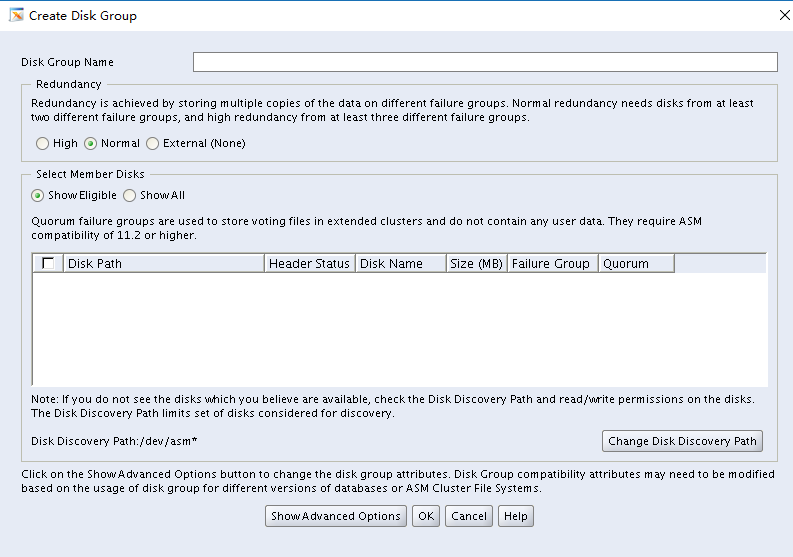 Create Disk Group
Disk Group Name
Redundancy
Redundancy is achieved by storing multiple copies of the data on different failure groups. Normal redundancy needs disks from at least
two different failure groups, and high redundancy from at least three different failure groups.
High Normal External (None)
Select Member Disks
Show Eligible Show All
Quorum failure groups are used to store voting files in extended clusters and do not contain any user data. They require ASM
compatibility of 11.2 or higher.
Disk Path Header Status Disk Name Size (MB) Failure Group Quorum
Note: If you do not see the disks which you believe are available, check the Disk Discovery Path and read/write permissions on the disks.
The Disk Discovery Path limits set of disks considered for discovery.
Disk Discovery Path:/dev/asm* Change Disk Discovery Path
Click on the Show Advanced Options button to change the disk group attributes. Disk Group compatibility attributes may need to be modified
based on the usage of disk group for different versions of databases or ASM Cluster File Systems.
Show Advanced Options OK Cancel Help